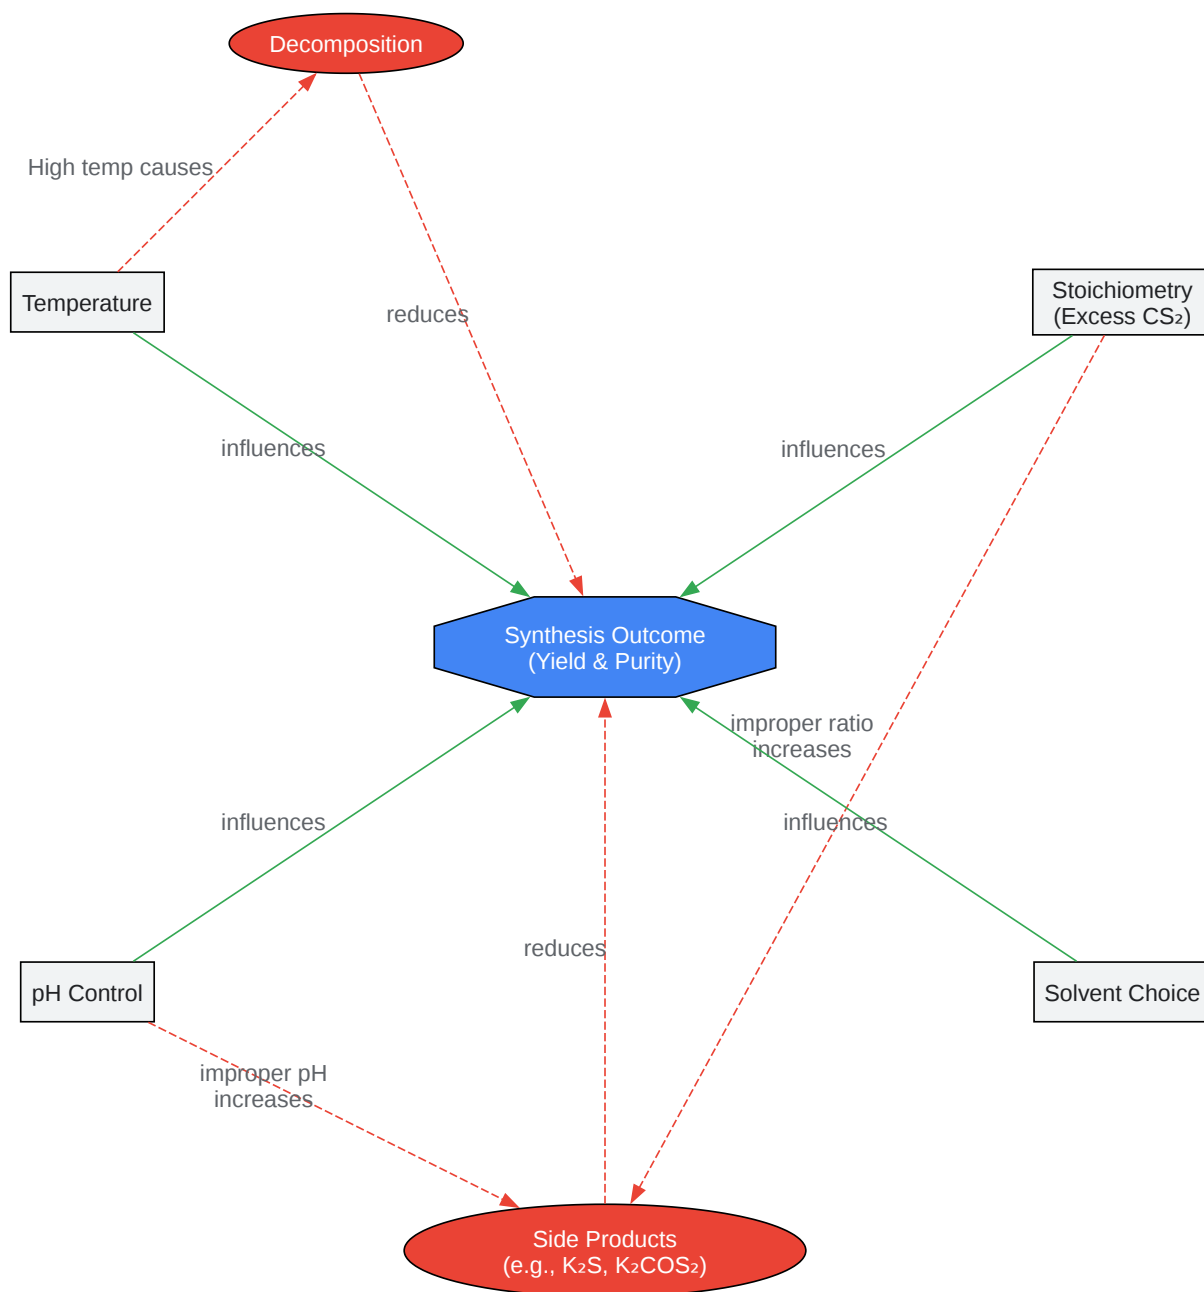 Decomposition
High temp causes
Temperature
Stoichiometry
(Excess CS₂)
reduces
influences
influences
Synthesis Outcome
(Yield & Purity)
improper ratio
increases
influences
influences
reduces
pH Control
Solvent Choice
improper pH
increases
Side Products
(e.g., K₂S, K₂COS₂)